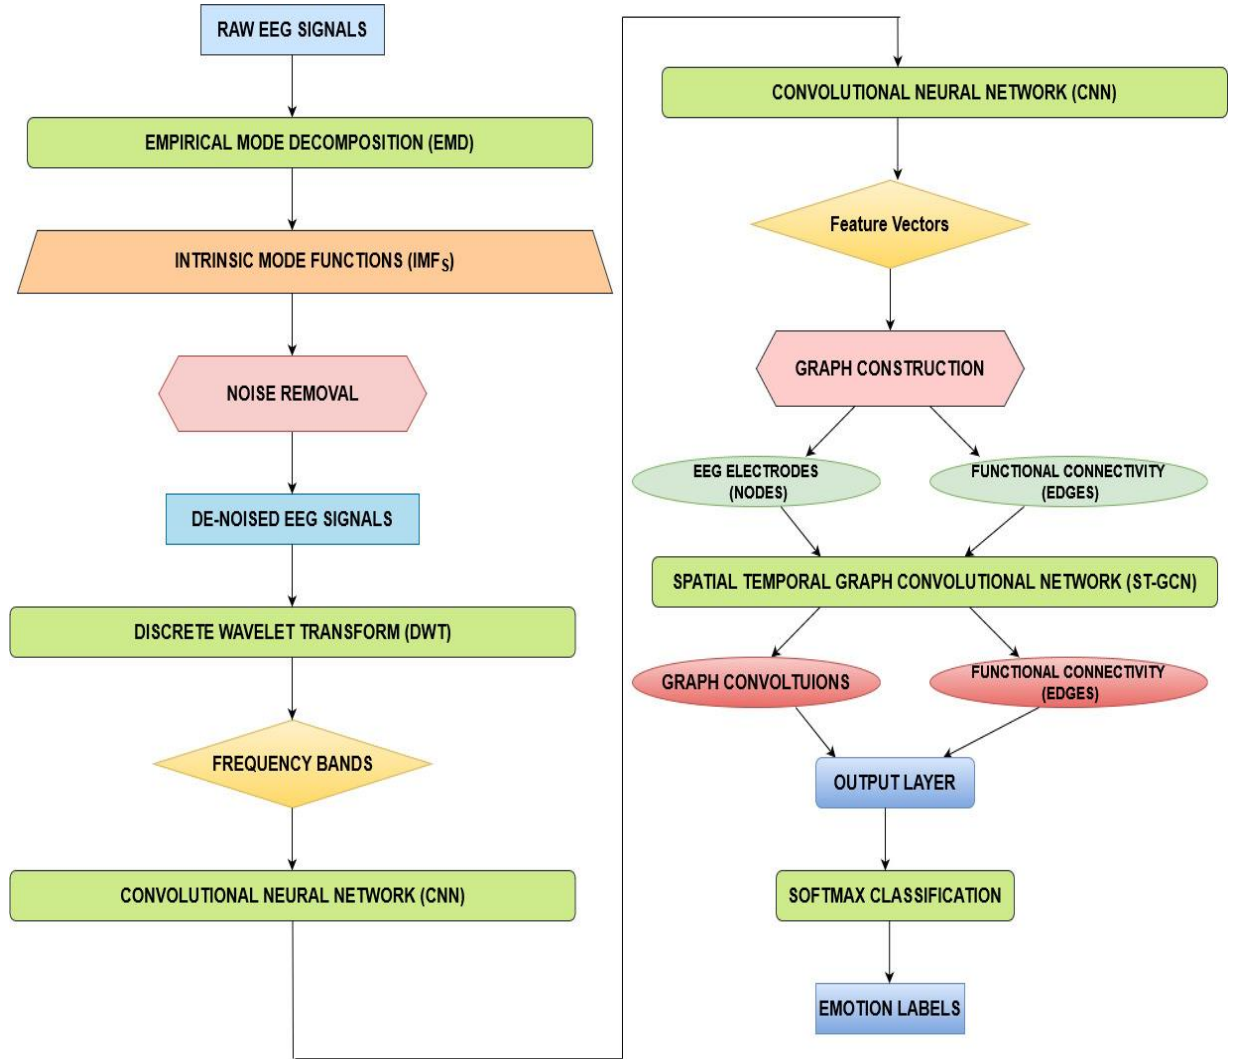 RAW EEG SIGNALS
EMPIRICAL MODE DECOMPOSITION (EMD)
INTRINSIC MODE FUNCTIONS (IMFS)
NOISE REMOVAL
DE-NOISED EEG SIGNALS
DISCRETE WAVELET TRANSFORM (DWT)
FREQUENCY BANDS
CONVOLUTIONAL NEURAL NETWORK (CNN)
CONVOLUTIONAL NEURAL NETWORK (CNN)
Feature Vectors
GRAPH CONSTRUCTION
EEG ELECTRODES
(NODES)
FUNCTIONAL CONNECTIVITY
(EDGES)
SPATIAL TEMPORAL GRAPH CONVOLUTIONAL NETWORK (ST-GCN)
GRAPH CONVOLTUIONS
FUNCTIONAL CONNECTIVITY
(EDGES)
OUTPUT LAYER
SOFTMAX CLASSIFICATION
EMOTION LABELS